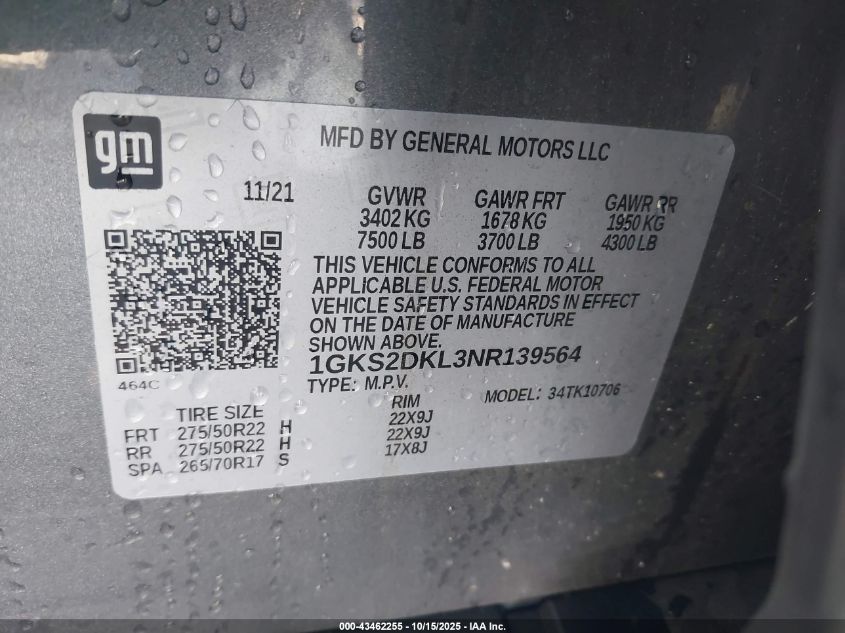 gm
MFD BY GENERAL MOTORS LLC
11/21
GVWR GAWR FRT GAWR RR
3402 KG 1678 KG 1950 KG
7500 LB 3700 LB 4300 LB
THIS VEHICLE CONFORMS TO ALL
APPLICABLE U.S. FEDERAL MOTOR
VEHICLE SAFETY STANDARDS IN EFFECT
ON THE DATE OF MANUFACTURE
SHOWN ABOVE.
1GKS2DKL3NR139564
TYPE: M.P.V. MODEL: 34TK10706
464C
TIRE SIZE RIM
FRT 275/50R22 H 22X9J
RR 275/50R22 H 22X9J
SPA 265/70R17 S 17X8J
000-43462255 - 10/15/2025 - IAA Inc.